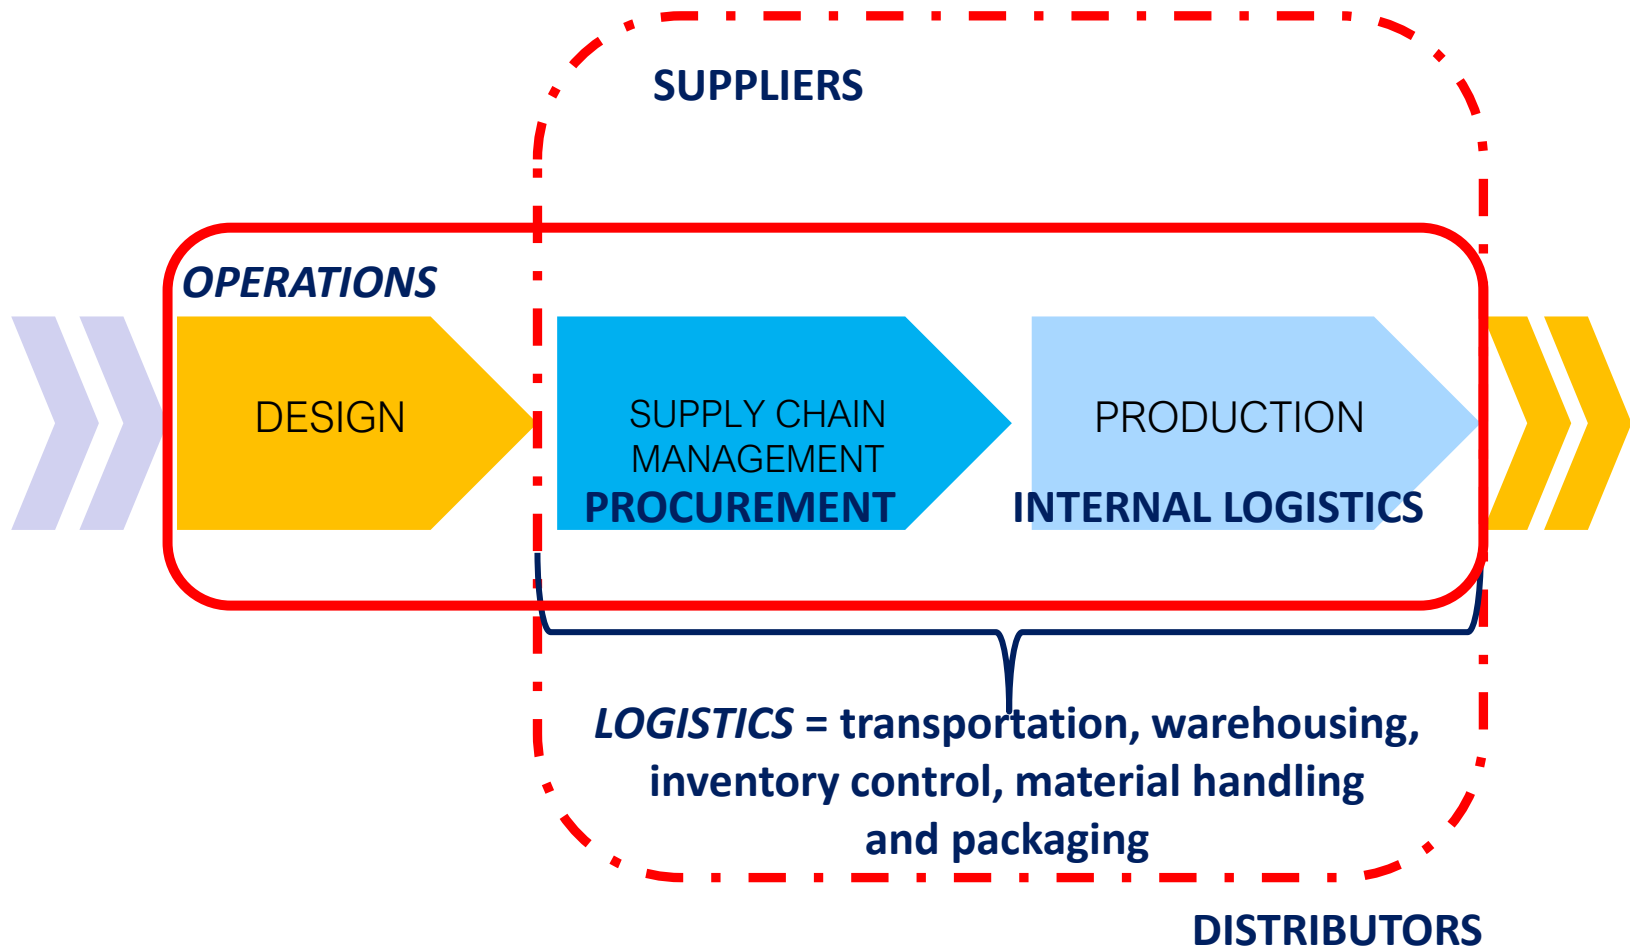 SUPPLIERS
OPERATIONS
DESIGN
SUPPLY CHAIN
MANAGEMENT
PROCUREMENT
PRODUCTION
INTERNAL LOGISTICS
LOGISTICS = transportation, warehousing,
inventory control, material handling
and packaging
DISTRIBUTORS